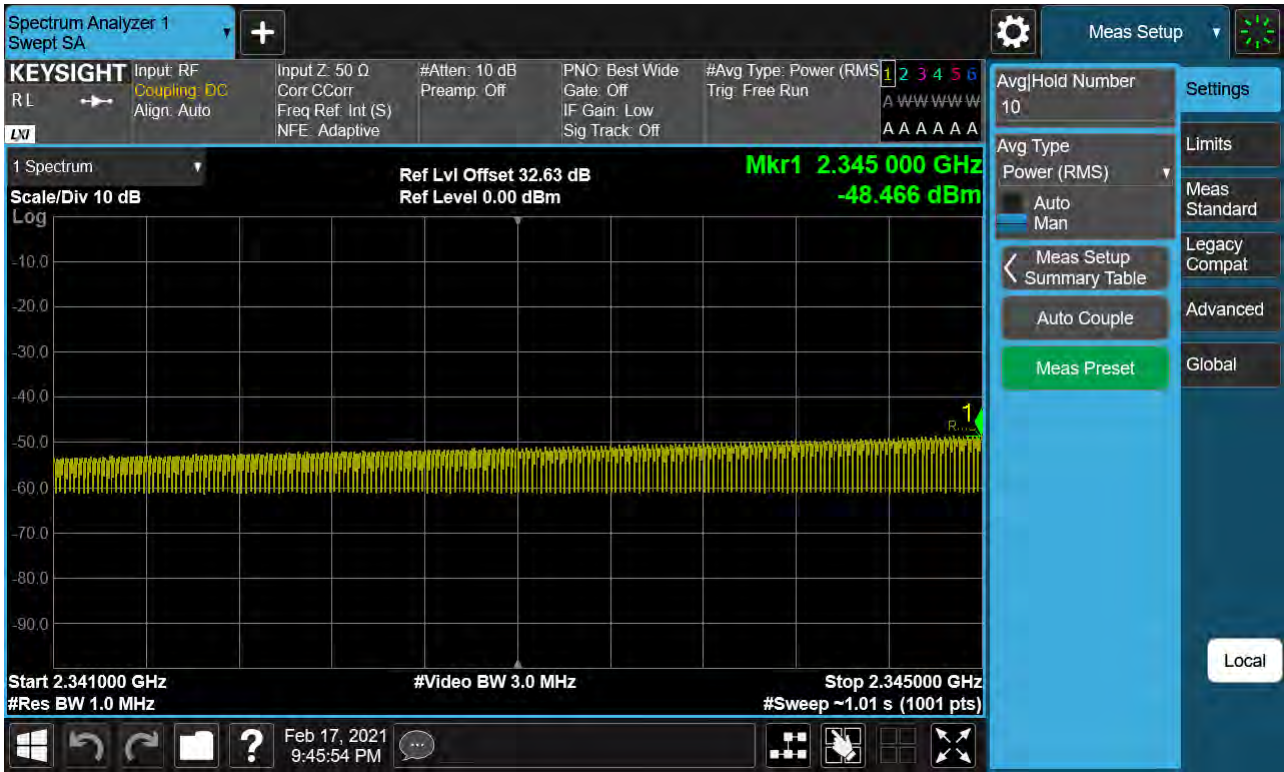 Spectrum Analyzer 1
Swept SA
+
Meas Setup
KEYSIGHT
R L
LXI
Input: RF
Coupling: DC
Align: Auto
Input Z: 50 Ω
Corr CCorr
Freq Ref: Int (S)
NFE: Adaptive
#Atten: 10 dB
Preamp: Off
PNO: Best Wide
Gate: Off
IF Gain: Low
Sig Track: Off
#Avg Type: Power (RMS
Trig: Free Run
1 2 3 4 5 6
A W W W W W
A A A A A A
1 Spectrum
Scale/Div 10 dB
Log
Ref Lvl Offset 32.63 dB
Ref Level 0.00 dBm
Mkr1 2.345 000 GHz
-48.466 dBm
-10.0
-20.0
-30.0
-40.0
-50.0
-60.0
-70.0
-80.0
-90.0
1
Start 2.341000 GHz
#Res BW 1.0 MHz
#Video BW 3.0 MHz
Stop 2.345000 GHz
#Sweep ~1.01 s (1001 pts)
Avg|Hold Number
10
Avg Type
Power (RMS)
Auto
Man
Meas Setup
Summary Table
Auto Couple
Meas Preset
Settings
Limits
Meas
Standard
Legacy
Compat
Advanced
Global
Local
?
Feb 17, 2021
9:45:54 PM